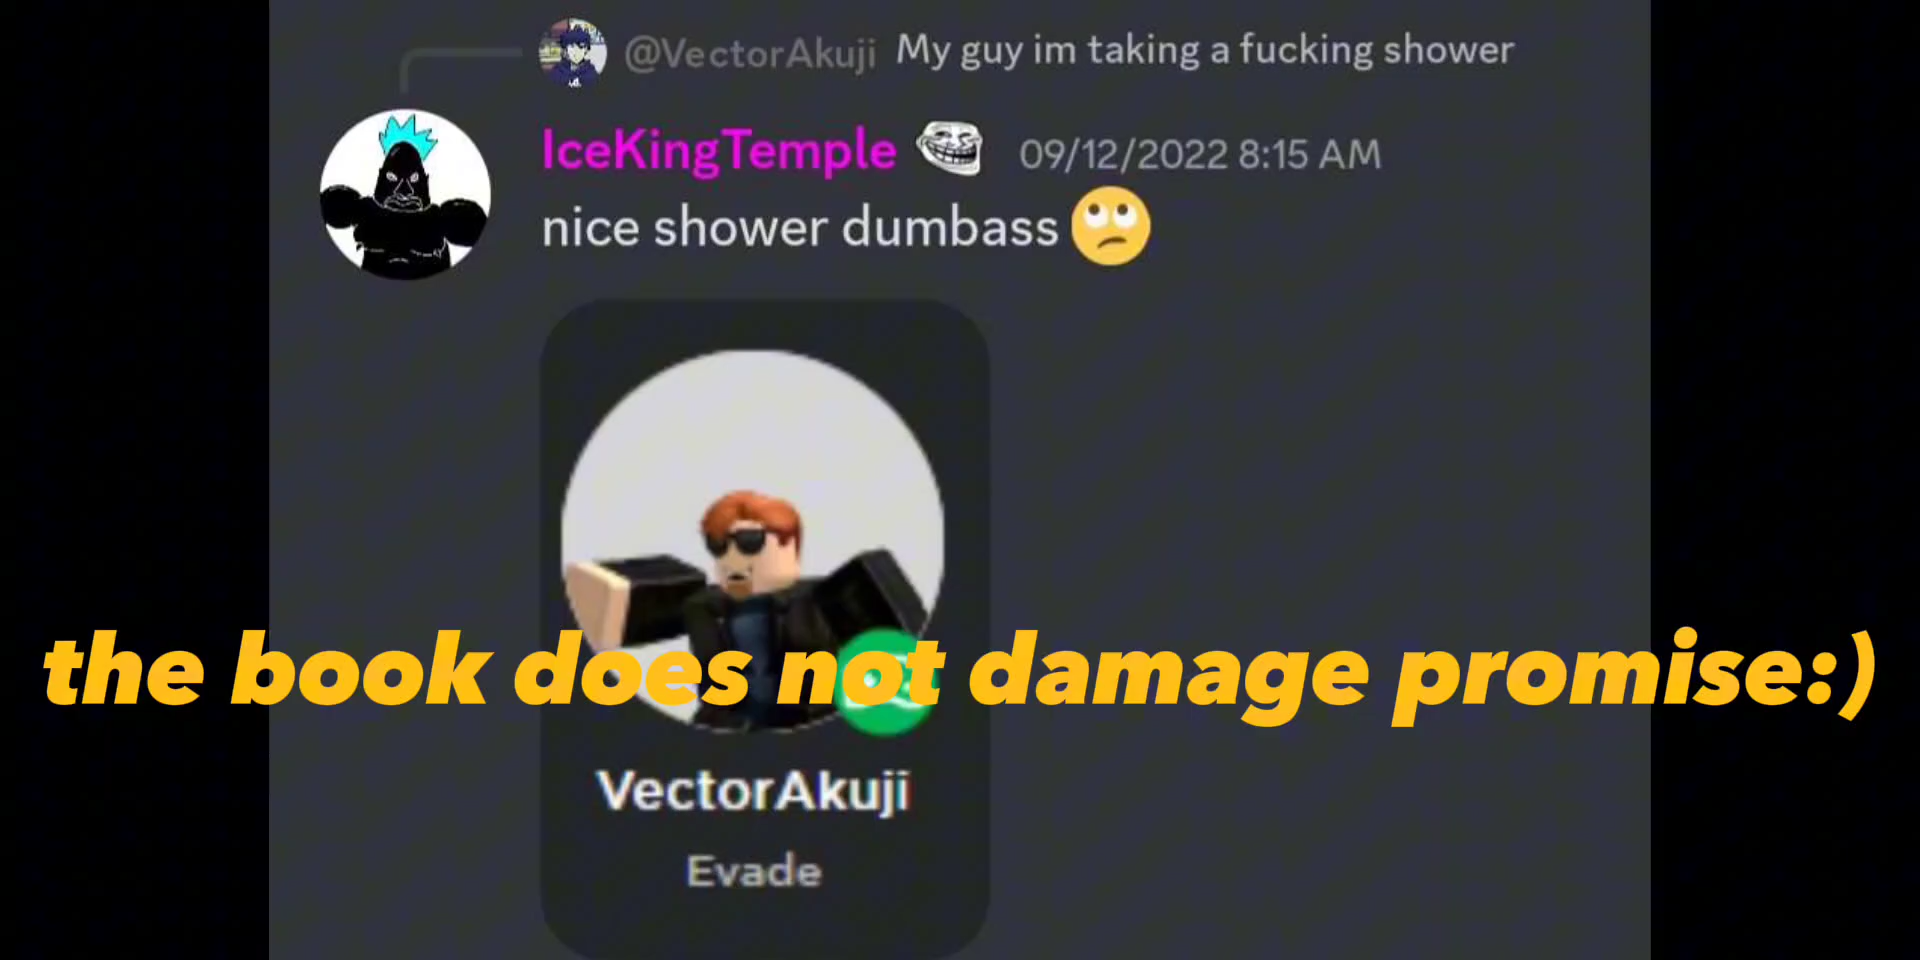 @VectorAkuji My guy im taking a fucking shower
IceKingTemple 09/12/2022 8:15 AM
nice shower dumbass 🙄
the book does not damage promise:)
VectorAkuji
Evade